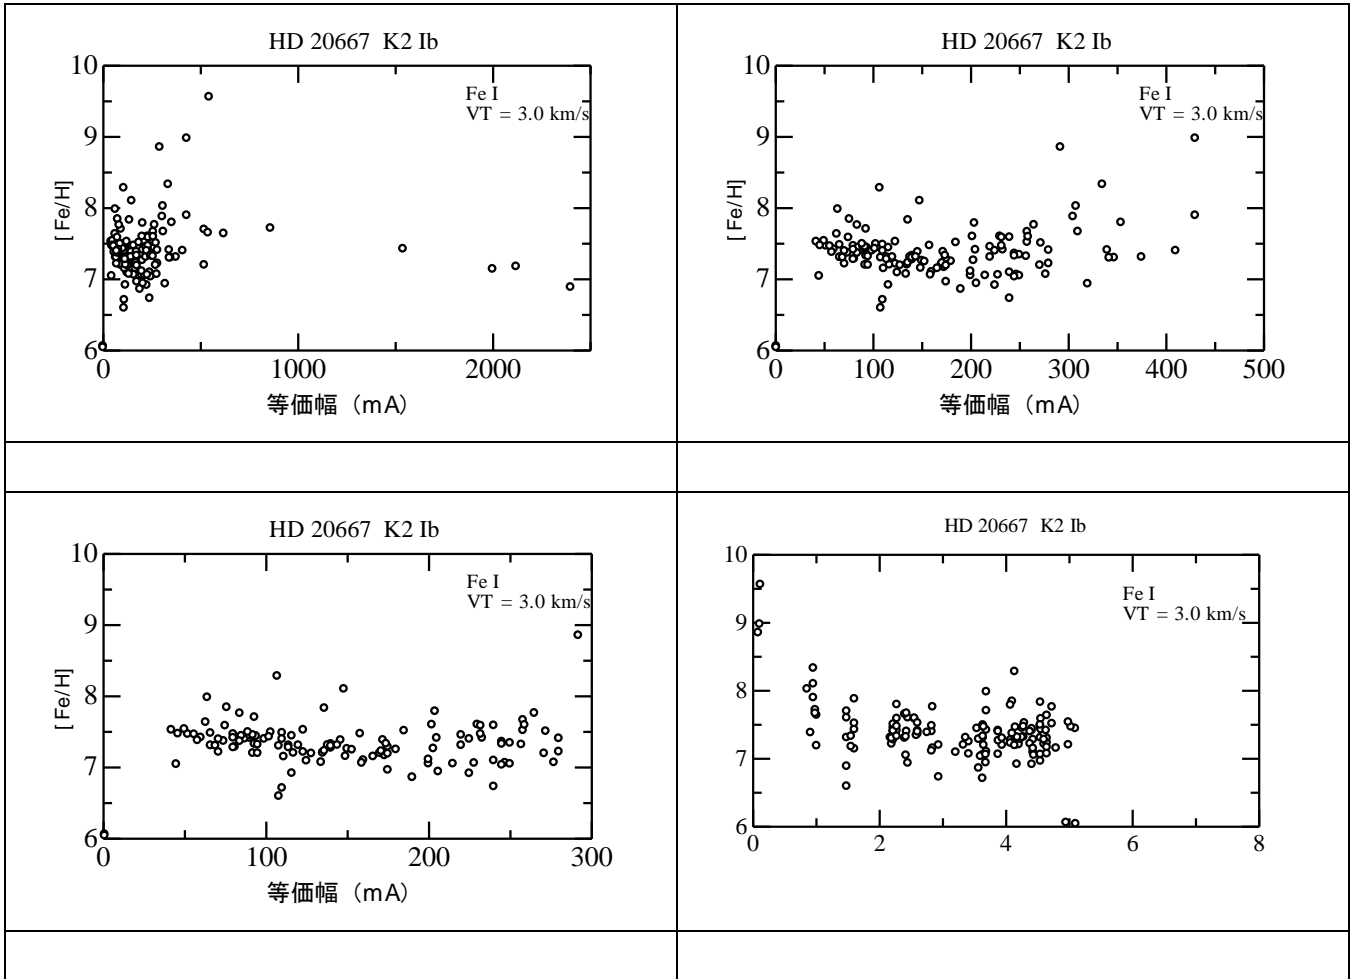 HD 20667 K2 Ib
10
9
8
7
6
[Fe/H]
Fe I
VT = 3.0 km/s
0
1000
2000
等価幅（mA）
HD 20667 K2 Ib
10
9
8
7
6
[Fe/H]
Fe I
VT = 3.0 km/s
0
100
200
300
400
500
等価幅（mA）
HD 20667 K2 Ib
10
9
8
7
6
[Fe/H]
Fe I
VT = 3.0 km/s
0
100
200
300
等価幅（mA）
HD 20667 K2 Ib
10
9
8
7
6
Fe I
VT = 3.0 km/s
0
2
4
6
8